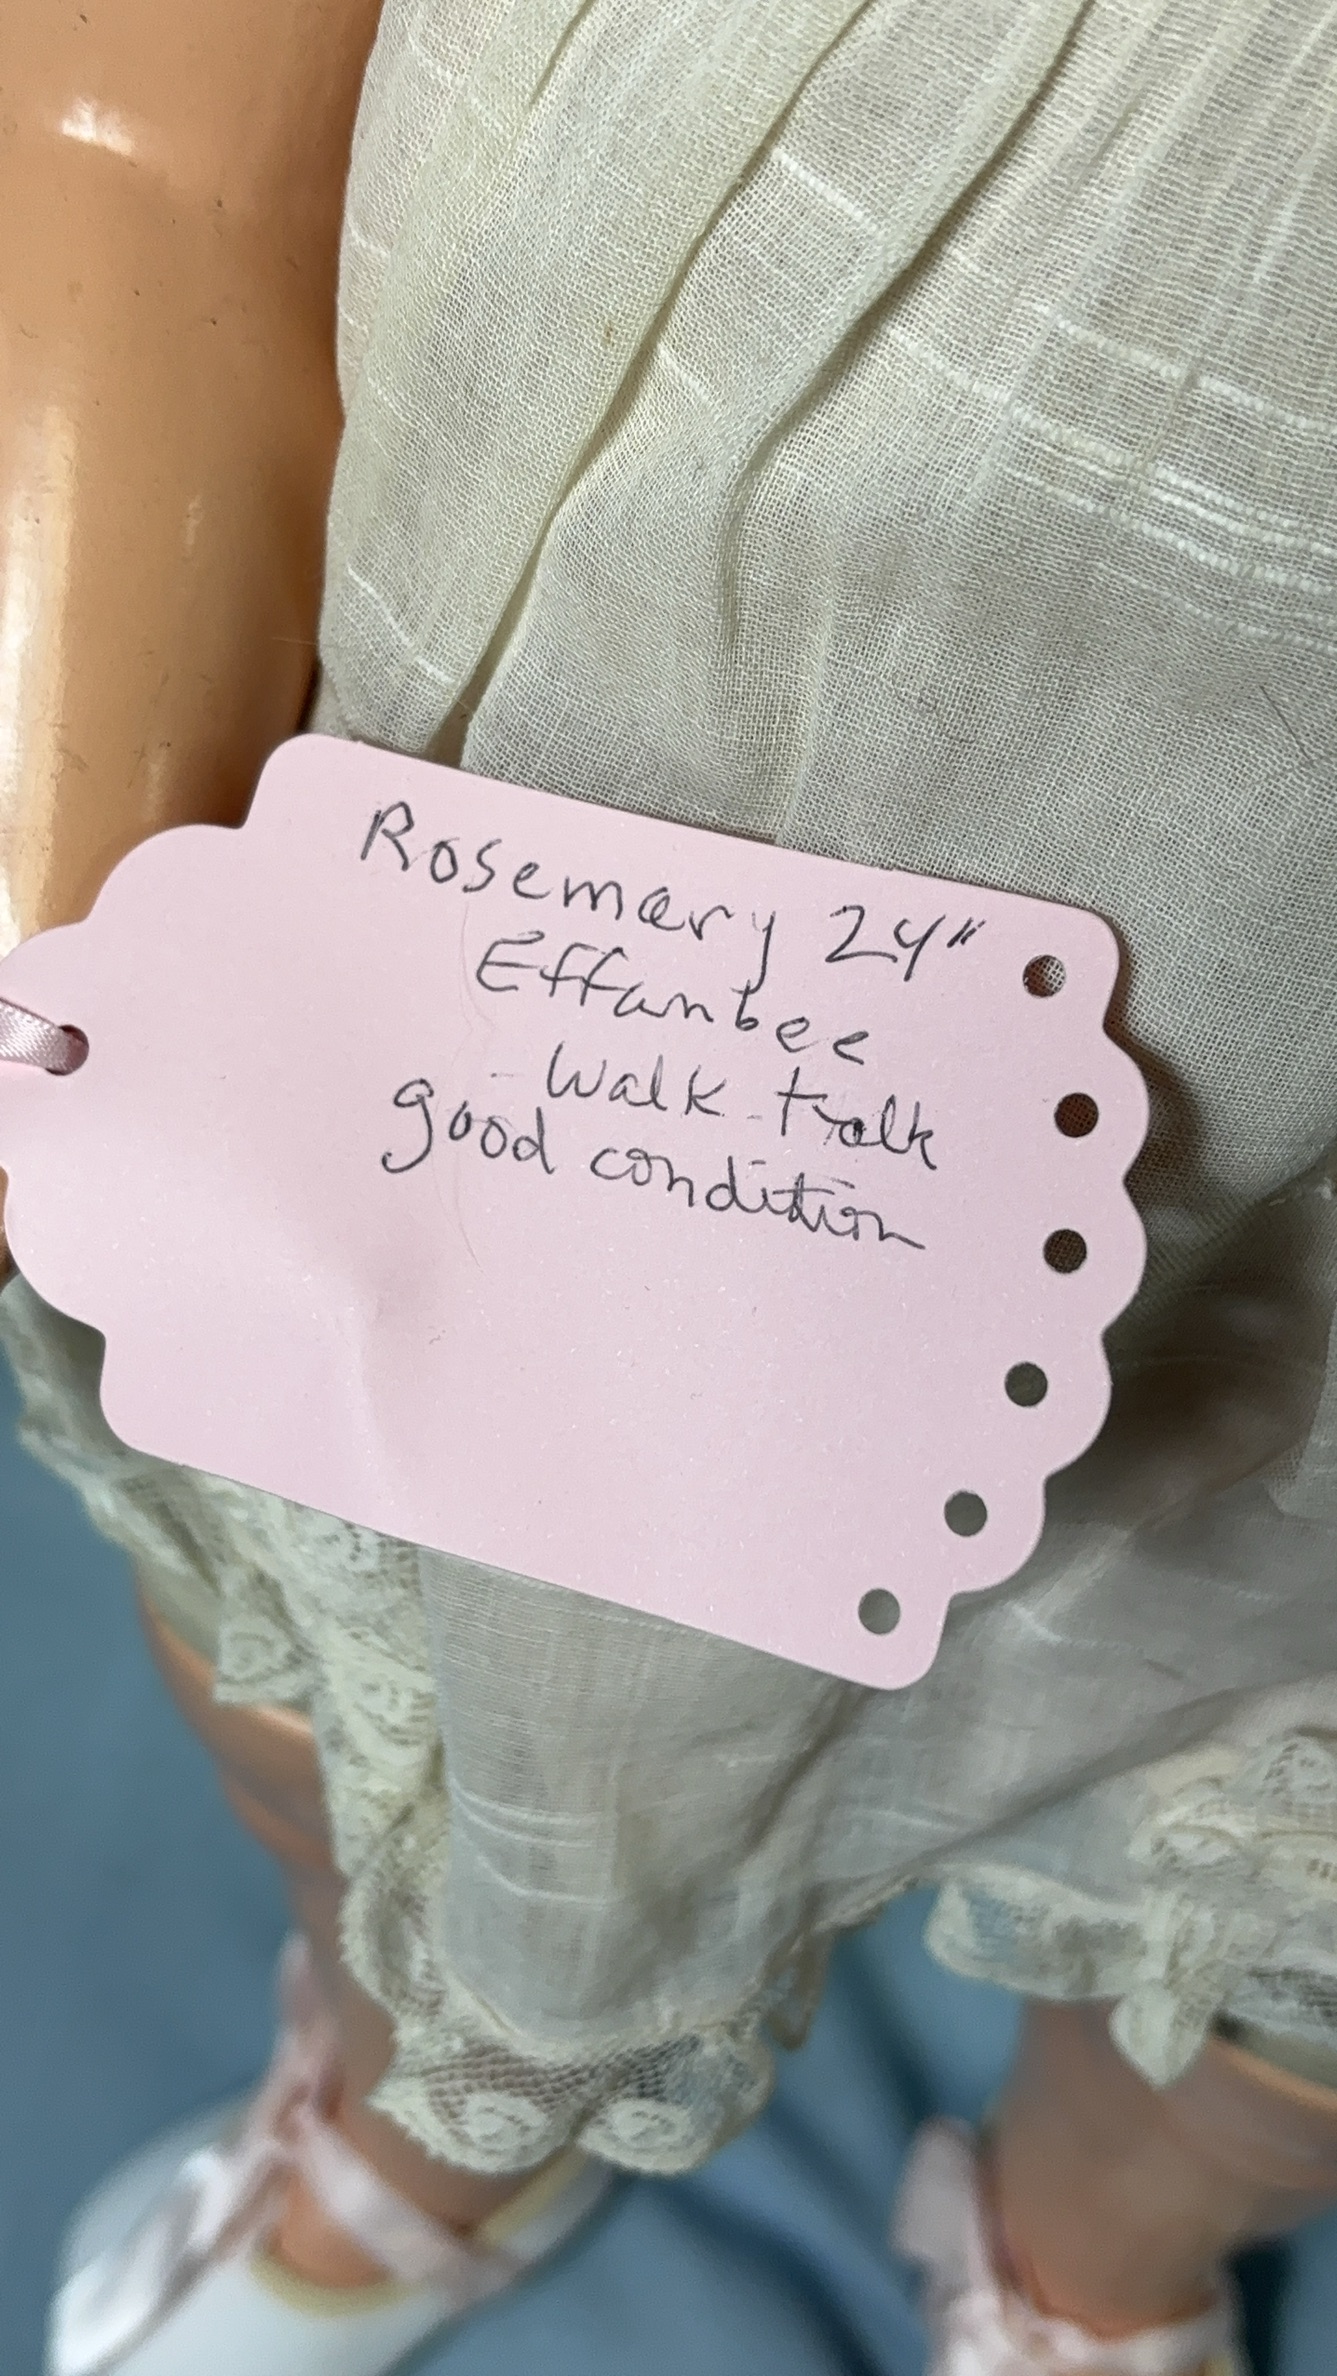 Rosemary 24"
Effanbee
- Walk - talk
good condition